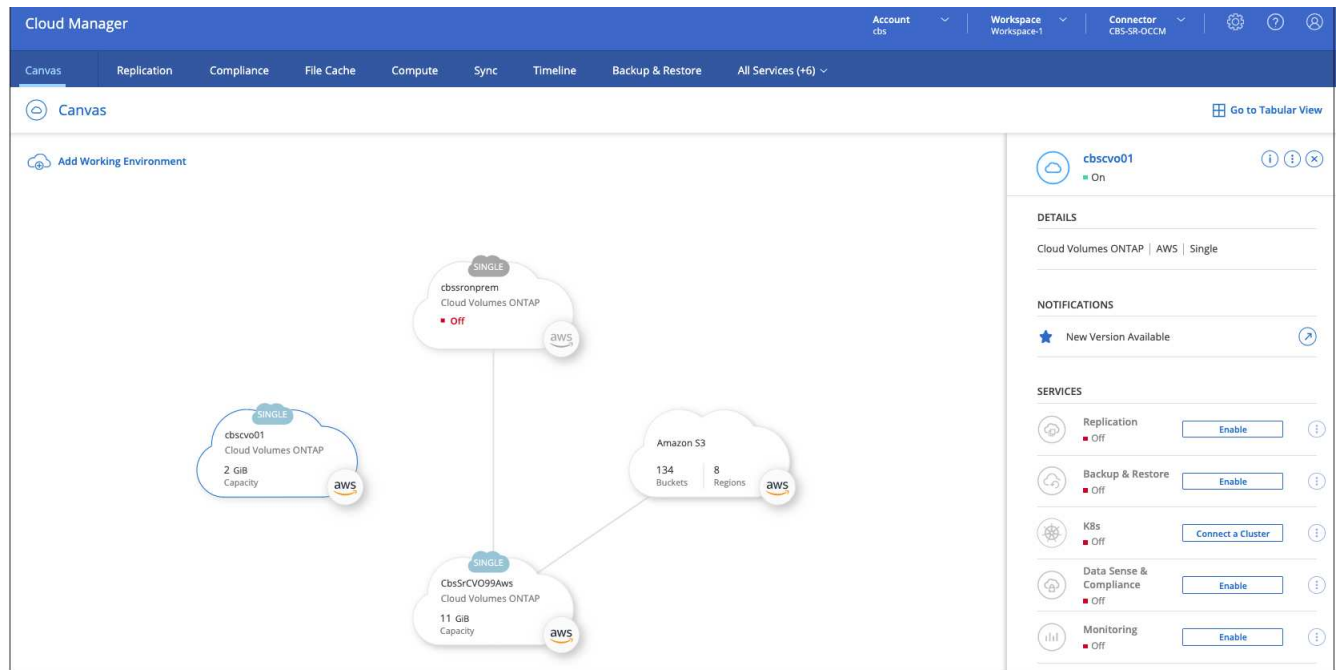 Cloud Manager
Account
cbs
Workspace
Workspace-1
Connector
CBS-SR-OCCM
Canvas
Replication
Compliance
File Cache
Compute
Sync
Timeline
Backup & Restore
All Services (+6)
Canvas
Go to Tabular View
Add Working Environment
SINGLE
cbssronprem
Cloud Volumes ONTAP
Off
aws
SINGLE
cbscvo01
Cloud Volumes ONTAP
2 GiB
Capacity
aws
Amazon S3
134
Buckets
8
Regions
aws
SINGLE
CbsSrCVO99Aws
Cloud Volumes ONTAP
11 GiB
Capacity
aws
cbscvo01
On
DETAILS
Cloud Volumes ONTAP | AWS | Single
NOTIFICATIONS
New Version Available
SERVICES
Replication
Off
Enable
Backup & Restore
Off
Enable
K8s
Off
Connect a Cluster
Data Sense &
Compliance
Off
Enable
Monitoring
Off
Enable